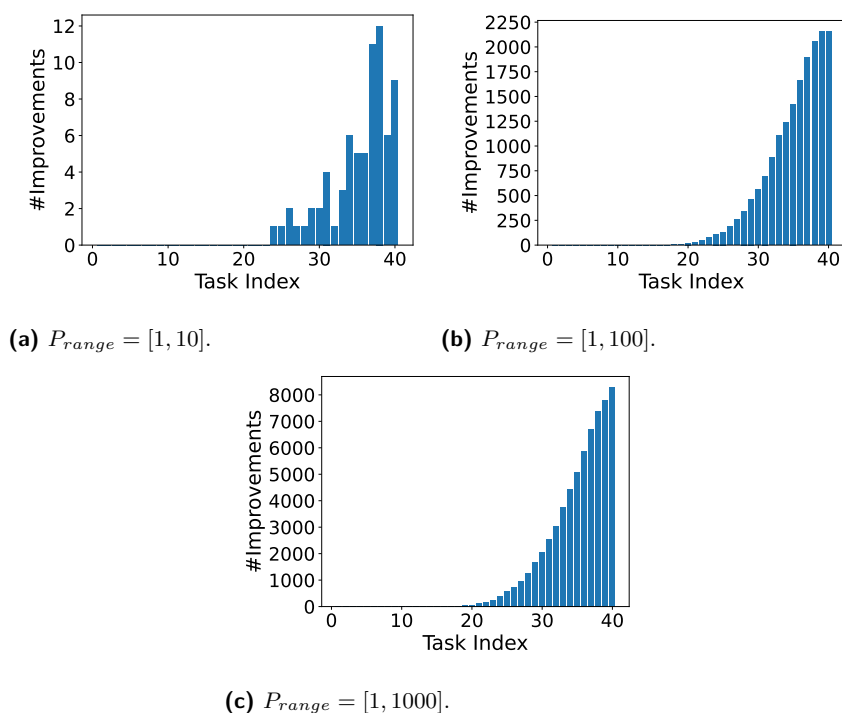 12
10
8
6
4
2
0
#Improvements
0 10 20 30 40
Task Index
(a) P_range = [1, 10].
2250
2000
1750
1500
1250
1000
750
500
250
0
#Improvements
0 10 20 30 40
Task Index
(b) P_range = [1, 100].
8000
7000
6000
5000
4000
3000
2000
1000
0
#Improvements
0 10 20 30 40
Task Index
(c) P_range = [1, 1000].